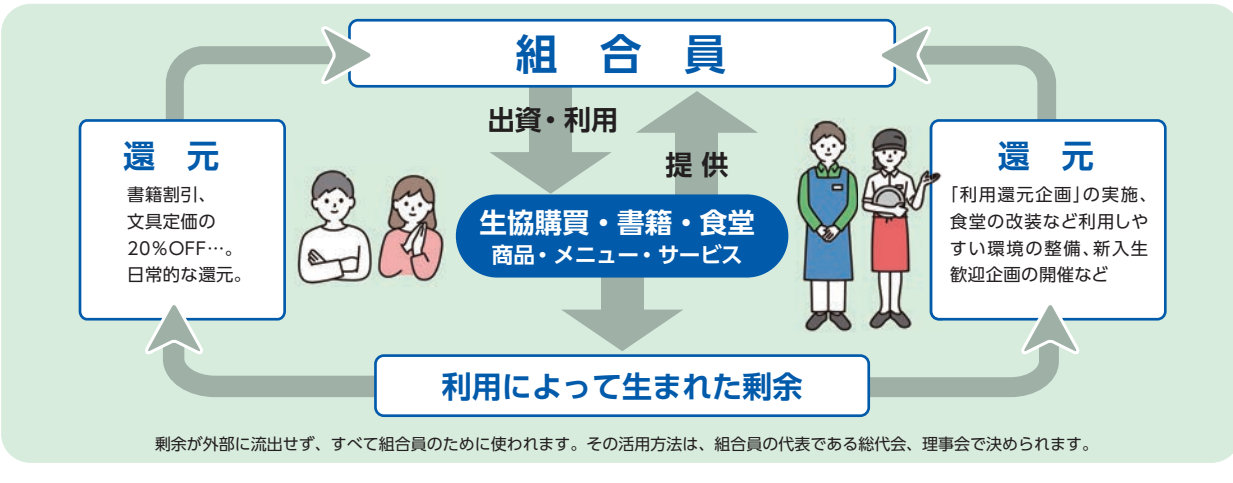 組 合 員
出資・利用
提 供
還 元
書籍割引、
文具定価の
20%OFF…。
日常的な還元。
生協購買・書籍・食堂
商品・メニュー・サービス
還 元
「利用還元企画」の実施、
食堂の改装など利用しや
すい環境の整備、新入生
歓迎企画の開催など
利用によって生まれた剰余
剰余が外部に流出せず、すべて組合員のために使われます。その活用方法は、組合員の代表である総代会、理事会で決められます。